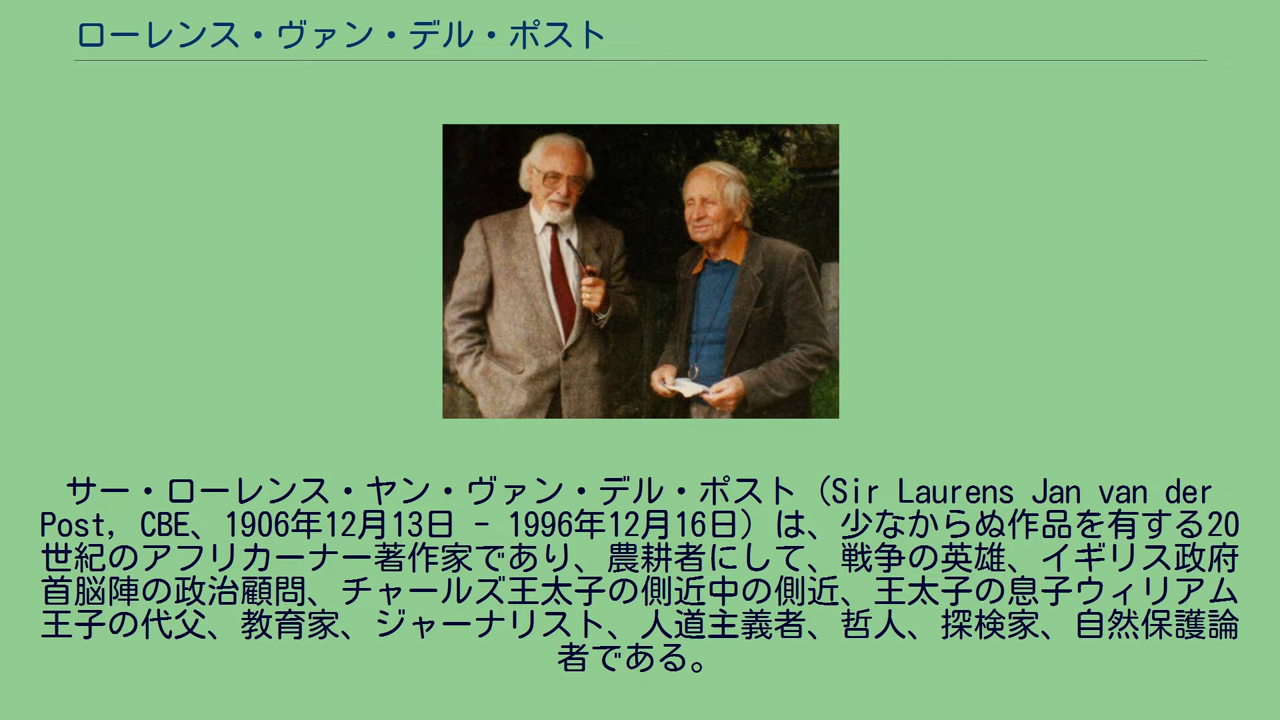 ローレンス・ヴァン・デル・ポスト
サー・ローレンス・ヤン・ヴァン・デル・ポスト（Sir Laurens Jan van der
Post, CBE、1906年12月13日 - 1996年12月16日）は、少なからぬ作品を有する20
世紀のアフリカーナー著作家であり、農耕者にして、戦争の英雄、イギリス政府
首脳陣の政治顧問、チャールズ王太子の側近中の側近、王太子の息子ウィリアム
王子の代父、教育家、ジャーナリスト、人道主義者、哲人、探検家、自然保護論
者である。